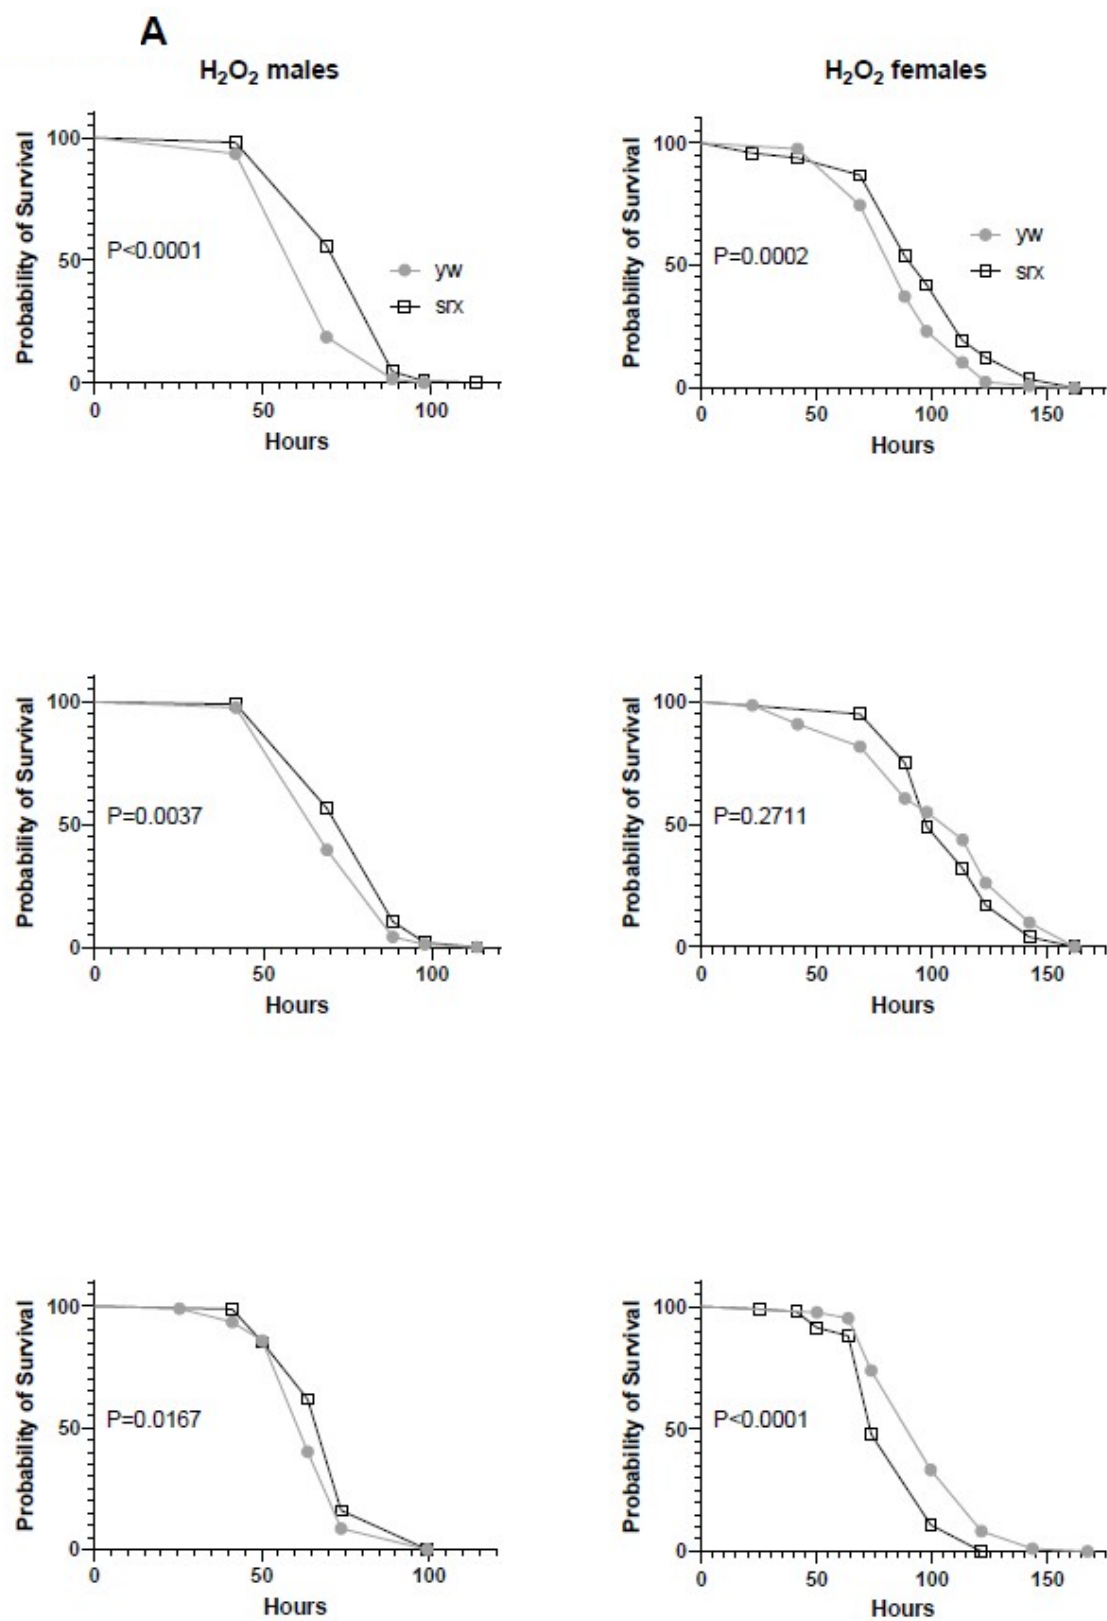 A
H₂O₂ males
Probability of Survival
100
50
0
P<0.0001
yw
srx
0 50 100
Hours
H₂O₂ females
Probability of Survival
100
50
0
P=0.0002
yw
srx
0 50 100 150
Hours
Probability of Survival
100
50
0
P=0.0037
0 50 100
Hours
Probability of Survival
100
50
0
P=0.2711
0 50 100 150
Hours
Probability of Survival
100
50
0
P=0.0167
0 50 100
Hours
Probability of Survival
100
50
0
P<0.0001
0 50 100 150
Hours